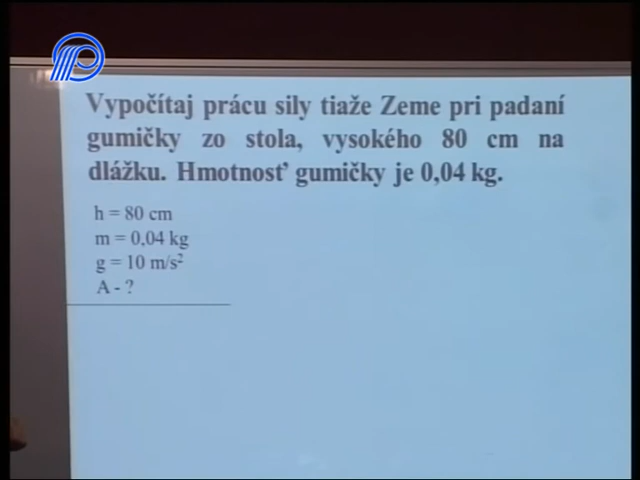 Vypočítaj prácu sily tiaže Zeme pri padaní
gumičky zo stola, vysokého 80 cm na
dlážku. Hmotnosť gumičky je 0,04 kg.
h = 80 cm
m = 0,04 kg
g = 10 m/s²
A - ?